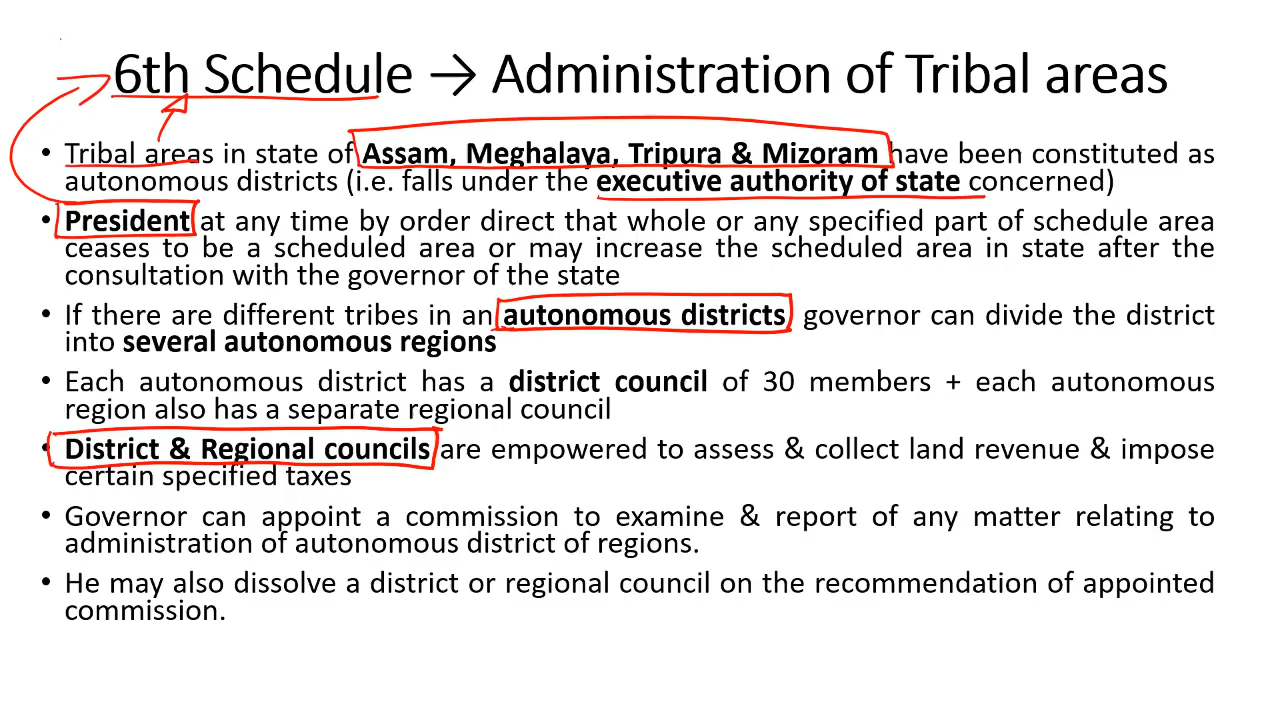 6th Schedule → Administration of Tribal areas
• Tribal areas in state of Assam, Meghalaya, Tripura & Mizoram have been constituted as
autonomous districts (i.e. falls under the executive authority of state concerned)
• President at any time by order direct that whole or any specified part of schedule area
ceases to be a scheduled area or may increase the scheduled area in state after the
consultation with the governor of the state
• If there are different tribes in an autonomous districts, governor can divide the district
into several autonomous regions
• Each autonomous district has a district council of 30 members + each autonomous
region also has a separate regional council
• District & Regional councils are empowered to assess & collect land revenue & impose
certain specified taxes
• Governor can appoint a commission to examine & report of any matter relating to
administration of autonomous district of regions.
• He may also dissolve a district or regional council on the recommendation of appointed
commission.